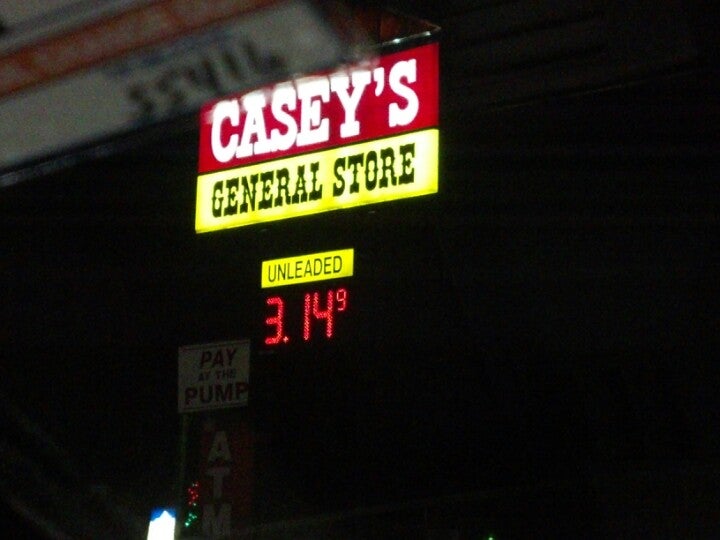 CASEY'S
GENERAL STORE
UNLEADED
3.149
PAY
AT THE
PUMP
ATM